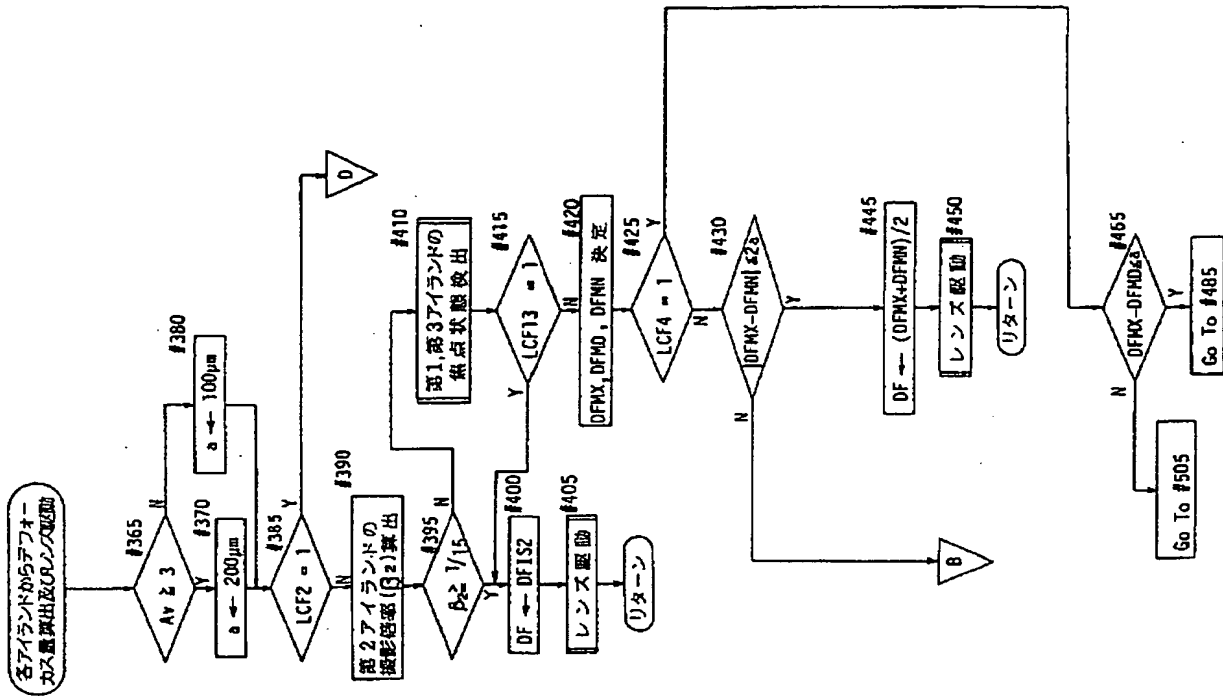 各アイランドからデフォー
カス量算出及びレンズ駆動
#365
Av ≧ 3
N
Y
#370
a ← 200μm
#380
a ← 100μm
#385
LCF2 = 1
Y
N
D
#390
第2アイランドの
撮影倍率(β2)算出
#395
β2≧ 1/15
N
Y
#400
DF ← DFIS2
#405
レンズ駆動
リターン
#410
第1,第3アイランドの
焦点状態検出
#415
LCF13 = 1
Y
N
#420
DFMX,DFMD,DFMN 決定
#425
LCF4 = 1
Y
N
#430
|DFMX-DFMN|≦2a
N
Y
B
#445
DF ← (DFMX+DFMN)/2
#450
レンズ駆動
リターン
#465
DFMX-DFMD≦a
N
Y
Go To #505
Go To #485